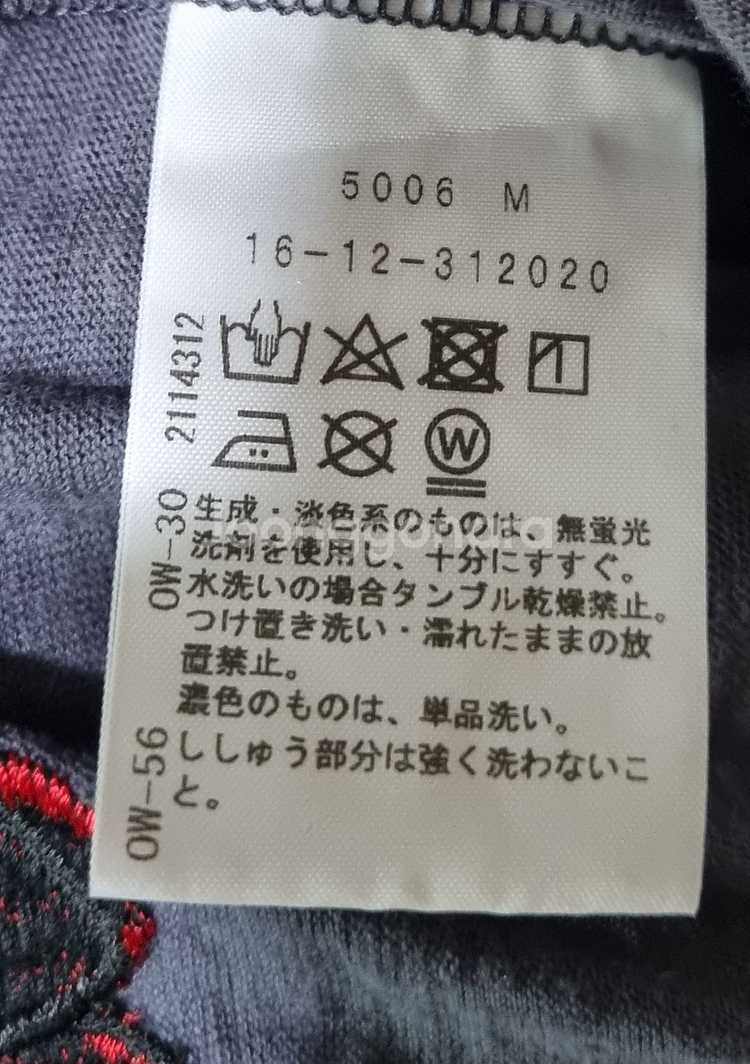 5006 M
16-12-312020
2114312
W
OW-30
生成・淡色系のものは、無蛍光
洗剤を使用し、十分にすすぐ。
水洗いの場合タンブル乾燥禁止。
つけ置き洗い・濡れたままの放
置禁止。
濃色のものは、単品洗い。
OW-56
ししゅう部分は強く洗わないこ
と。